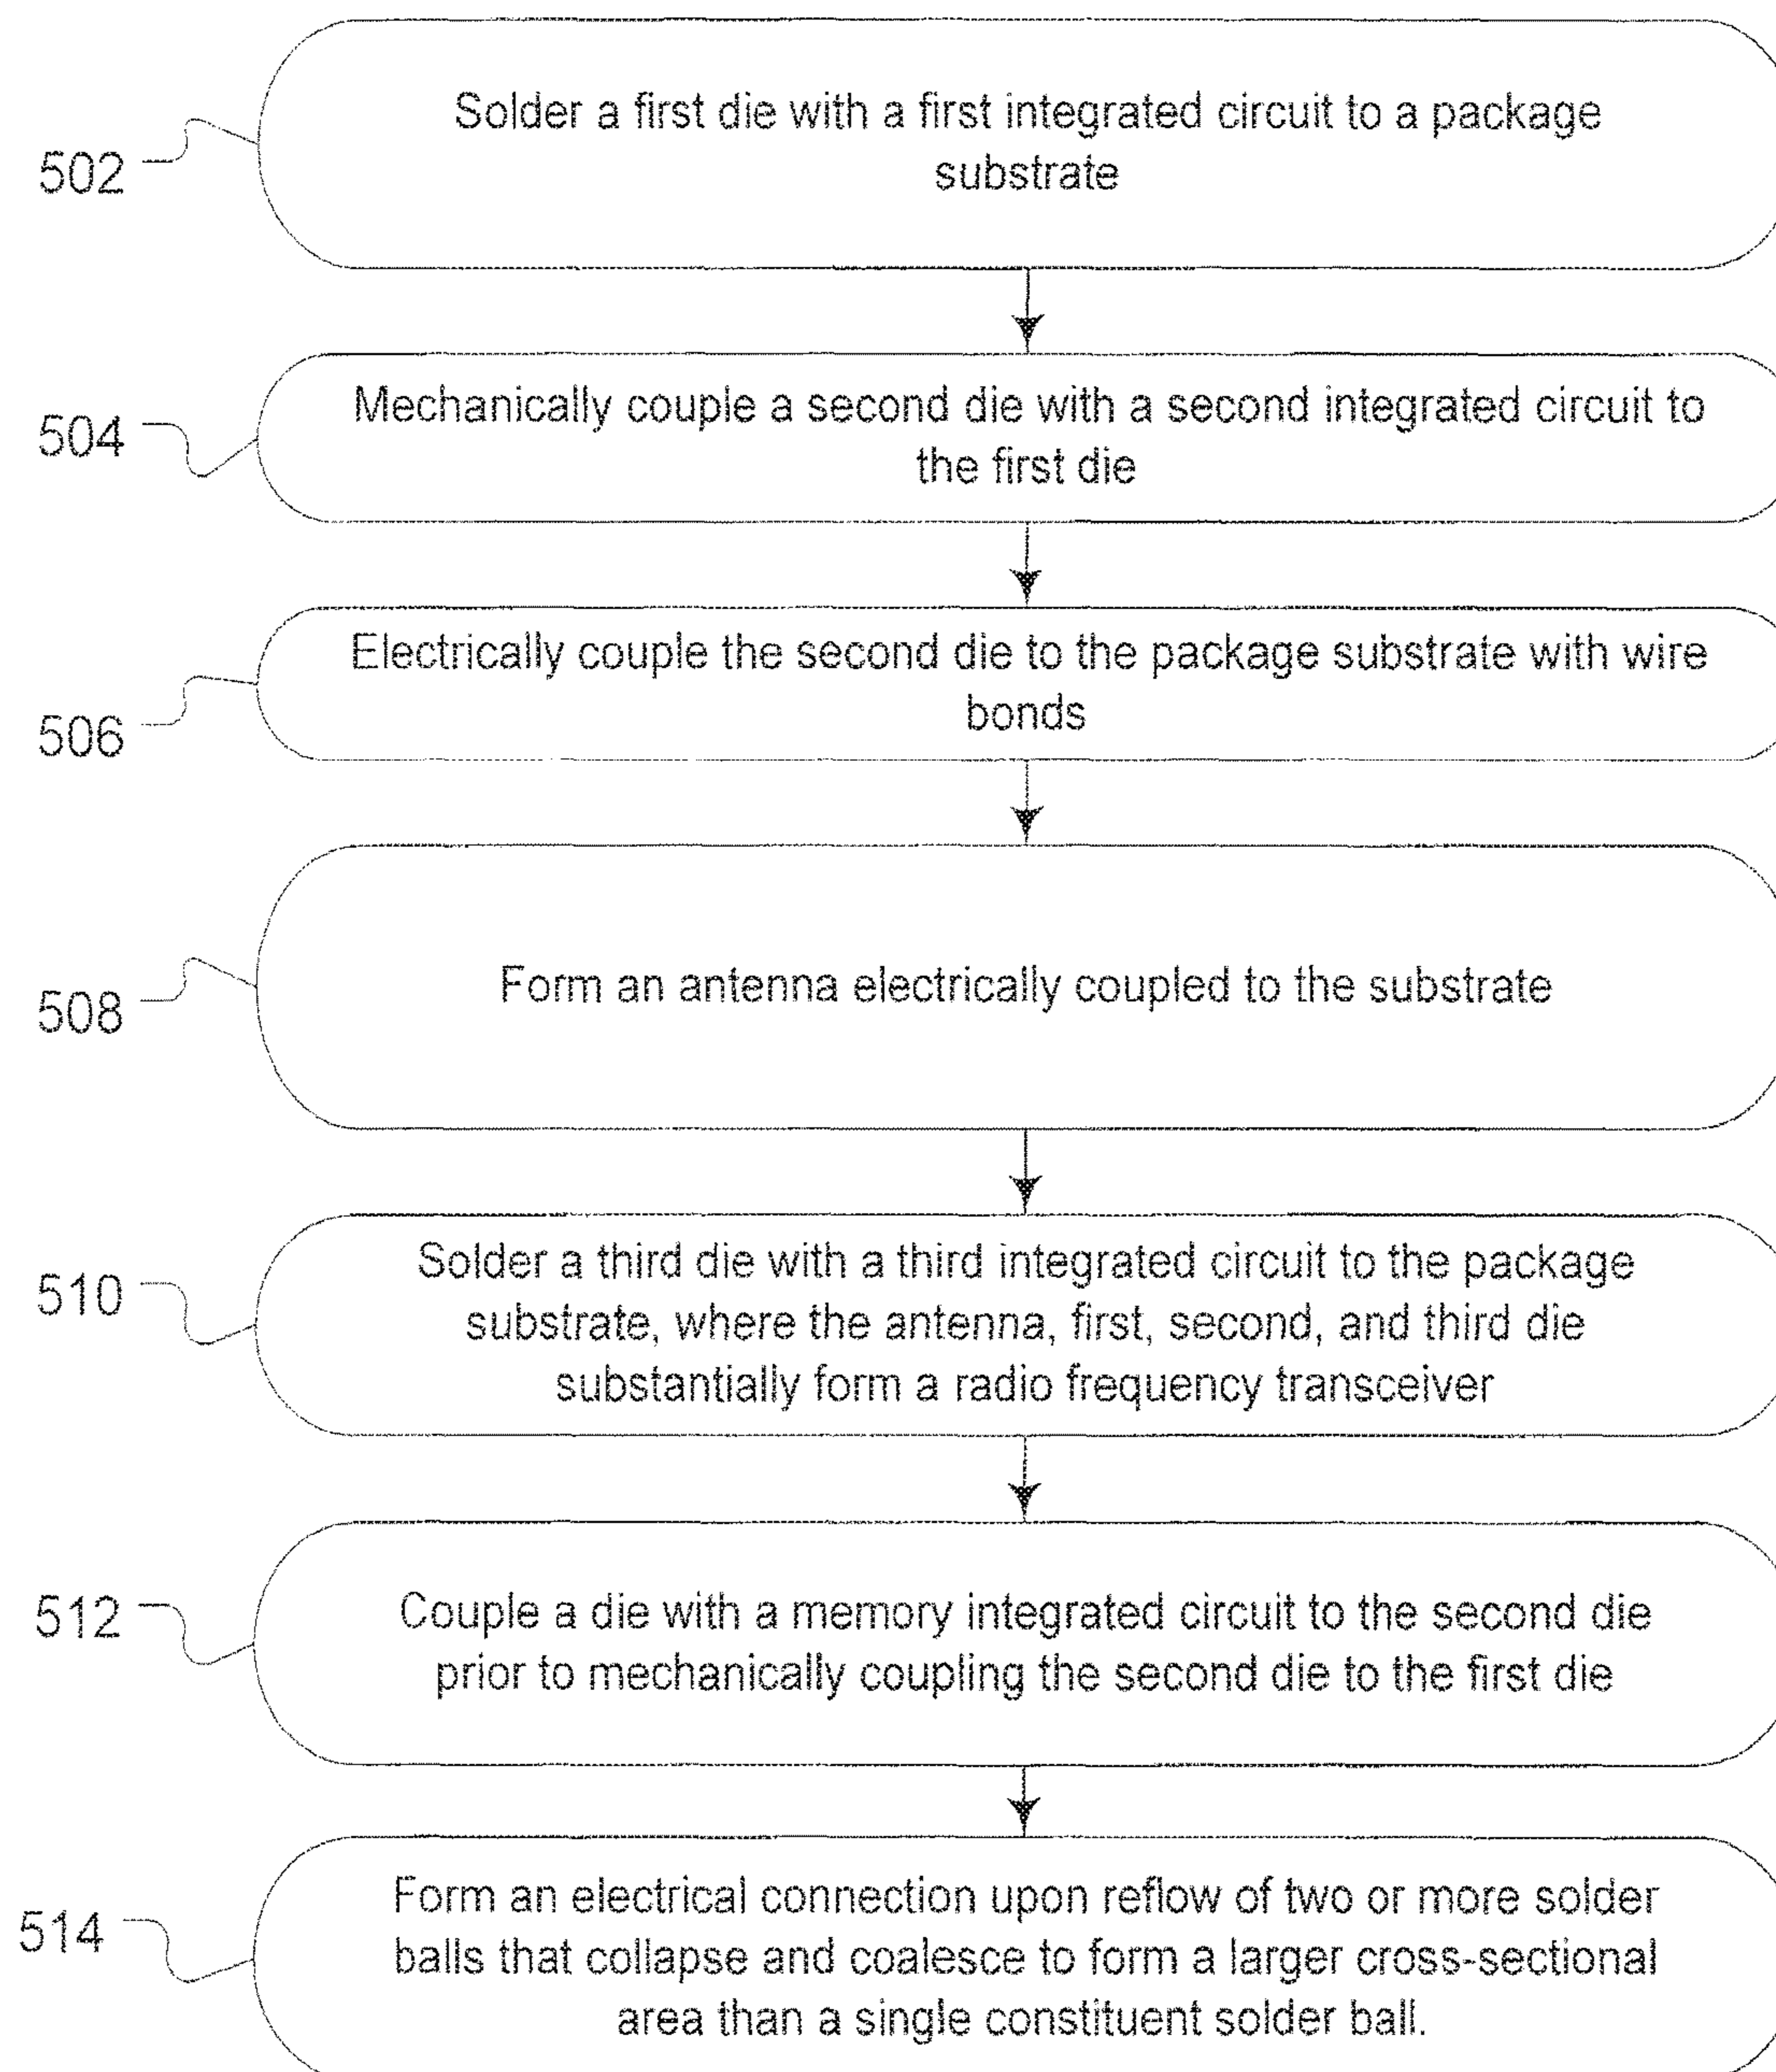 502
Solder a first die with a first integrated circuit to a package
substrate
504
Mechanically couple a second die with a second integrated circuit to
the first die
506
Electrically couple the second die to the package substrate with wire
bonds
508
Form an antenna electrically coupled to the substrate
510
Solder a third die with a third integrated circuit to the package
substrate, where the antenna, first, second, and third die
substantially form a radio frequency transceiver
512
Couple a die with a memory integrated circuit to the second die
prior to mechanically coupling the second die to the first die
514
Form an electrical connection upon reflow of two or more solder
balls that collapse and coalesce to form a larger cross-sectional
area than a single constituent solder ball.